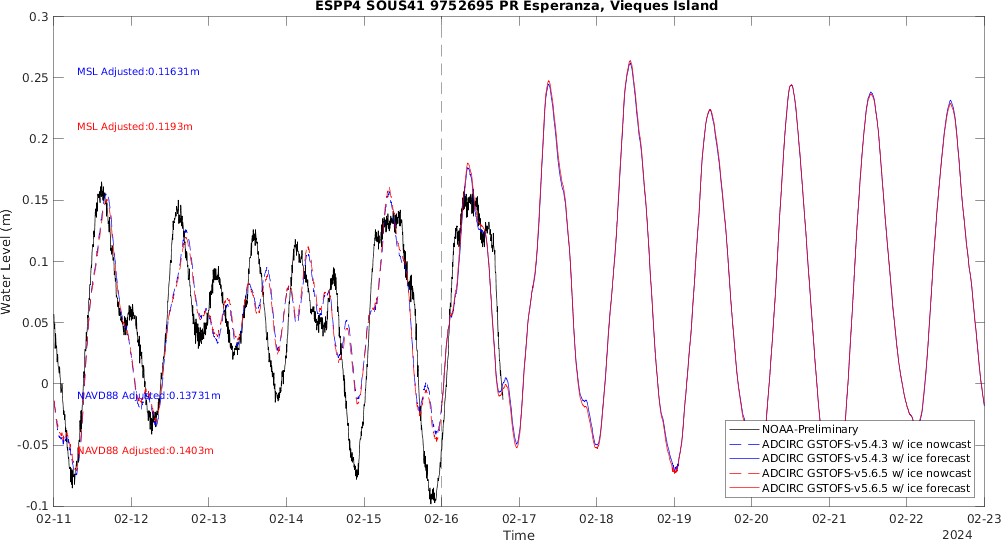 ESPP4 SOUS41 9752695 PR Esperanza, Vieques Island
0.3
0.25
0.2
0.15
0.1
0.05
0
-0.05
-0.1
Water Level (m)
MSL Adjusted:0.11631m
MSL Adjusted:0.1193m
NAVD88 Adjusted:0.13731m
NAVD88 Adjusted:0.1403m
NOAA-Preliminary
ADCIRC GSTOFS-v5.4.3 w/ ice nowcast
ADCIRC GSTOFS-v5.4.3 w/ ice forecast
ADCIRC GSTOFS-v5.6.5 w/ ice nowcast
ADCIRC GSTOFS-v5.6.5 w/ ice forecast
02-11 02-12 02-13 02-14 02-15 02-16 02-17 02-18 02-19 02-20 02-21 02-22 02-23
Time
2024